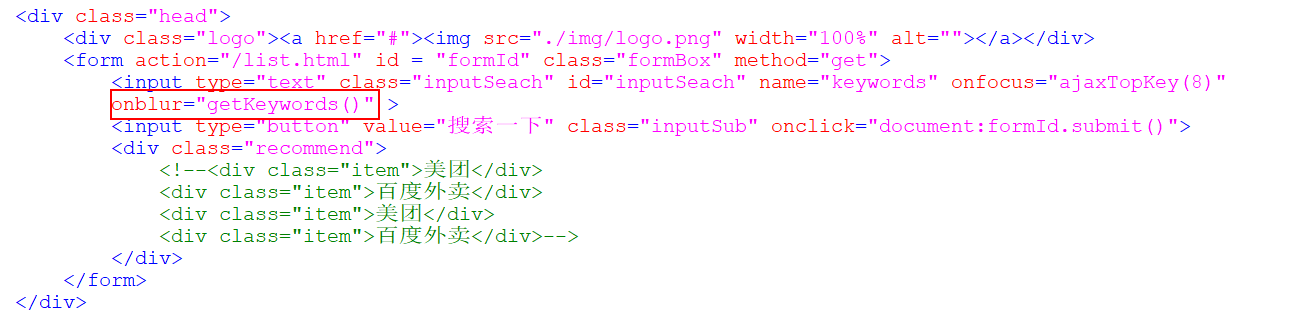 <div class="head">
<div class="logo"><a href="#"><img src="./img/logo.png" width="100%" alt=""></a></div>
<form action="/list.html" id = "formId" class="formBox" method="get">
<input type="text" class="inputSeach" id="inputSeach" name="keywords" onfocus="ajaxTopKey(8)"
onblur="getKeywords()" >
<input type="button" value="搜索一下" class="inputSub" onclick="document:formId.submit()">
<div class="recommend">
<!--<div class="item">美团</div>
<div class="item">百度外卖</div>
<div class="item">美团</div>
<div class="item">百度外卖</div>-->
</div>
</form>
</div>